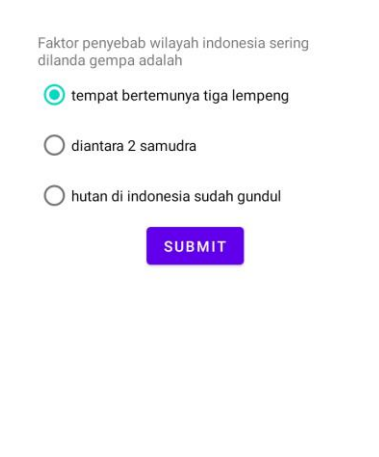 Faktor penyebab wilayah indonesia sering
dilanda gempa adalah
tempat bertemunya tiga lempeng
diantara 2 samudra
hutan di indonesia sudah gundul
SUBMIT